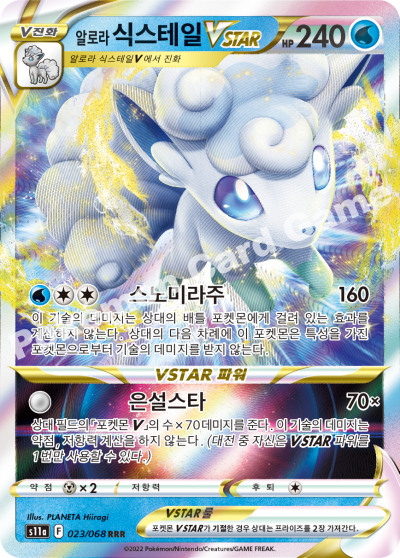 V진화
알로라 식스테일 VSTAR HP 240
알로라 식스테일V에서 진화
Pokémon Card Game
스노미라주 160
이 기술의 데미지는 상대의 배틀 포켓몬에게 걸려 있는 효과를
계산하지 않는다. 상대의 다음 차례에 이 포켓몬은 특성을 가진
포켓몬으로부터 기술의 데미지를 받지 않는다.
VSTAR 파워
은설스타 70×
상대 필드의 「포켓몬 V」의 수 × 70데미지를 준다. 이 기술의 데미지는
약점, 저항력 계산을 하지 않는다. (대전 중 자신은 VSTAR 파워를
1번만 사용할 수 있다.)
약점 ×2 저항력 후퇴
Illus. PLANETA Hiiragi
VSTAR 룰
s11a F 023/068 RRR
포켓몬 VSTAR가 기절한 경우 상대는 프라이즈를 2장 가져간다.
©2022 Pokémon/Nintendo/Creatures/GAME FREAK.